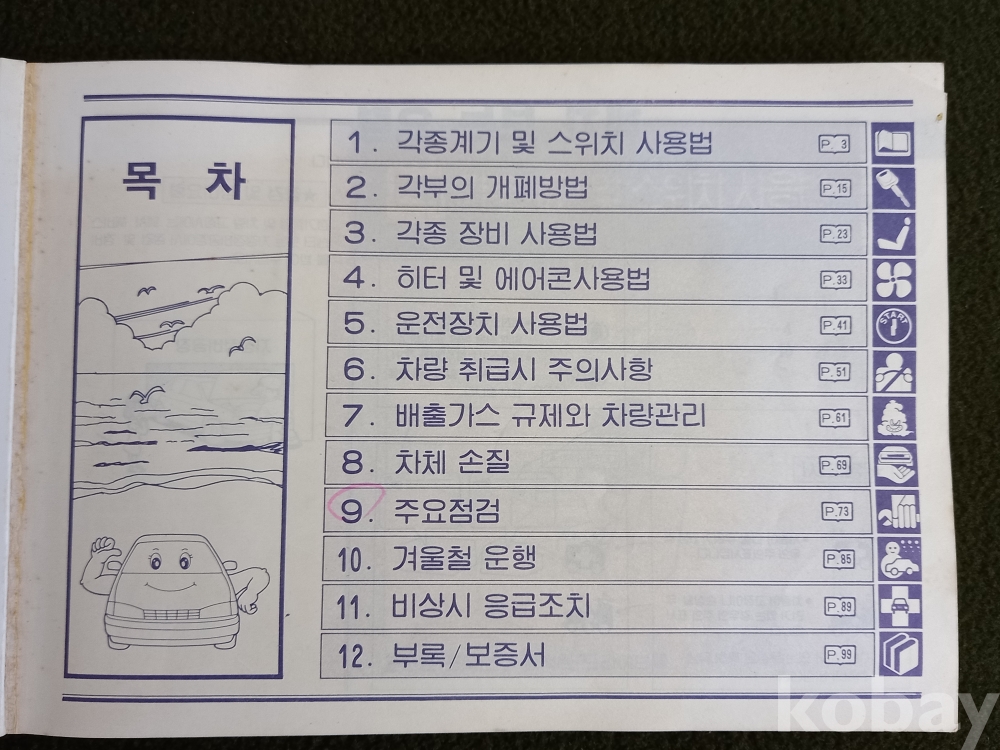 목 차
1. 각종계기 및 스위치 사용법 P. 3
2. 각부의 개폐방법 P.15
3. 각종 장비 사용법 P.23
4. 히터 및 에어콘사용법 P.33
5. 운전장치 사용법 P.41
START
6. 차량 취급시 주의사항 P.51
7. 배출가스 규제와 차량관리 P.61
8. 차체 손질 P.69
9. 주요점검 P.73
10. 겨울철 운행 P.85
11. 비상시 응급조치 P.89
12. 부록/보증서 P.99
kobay